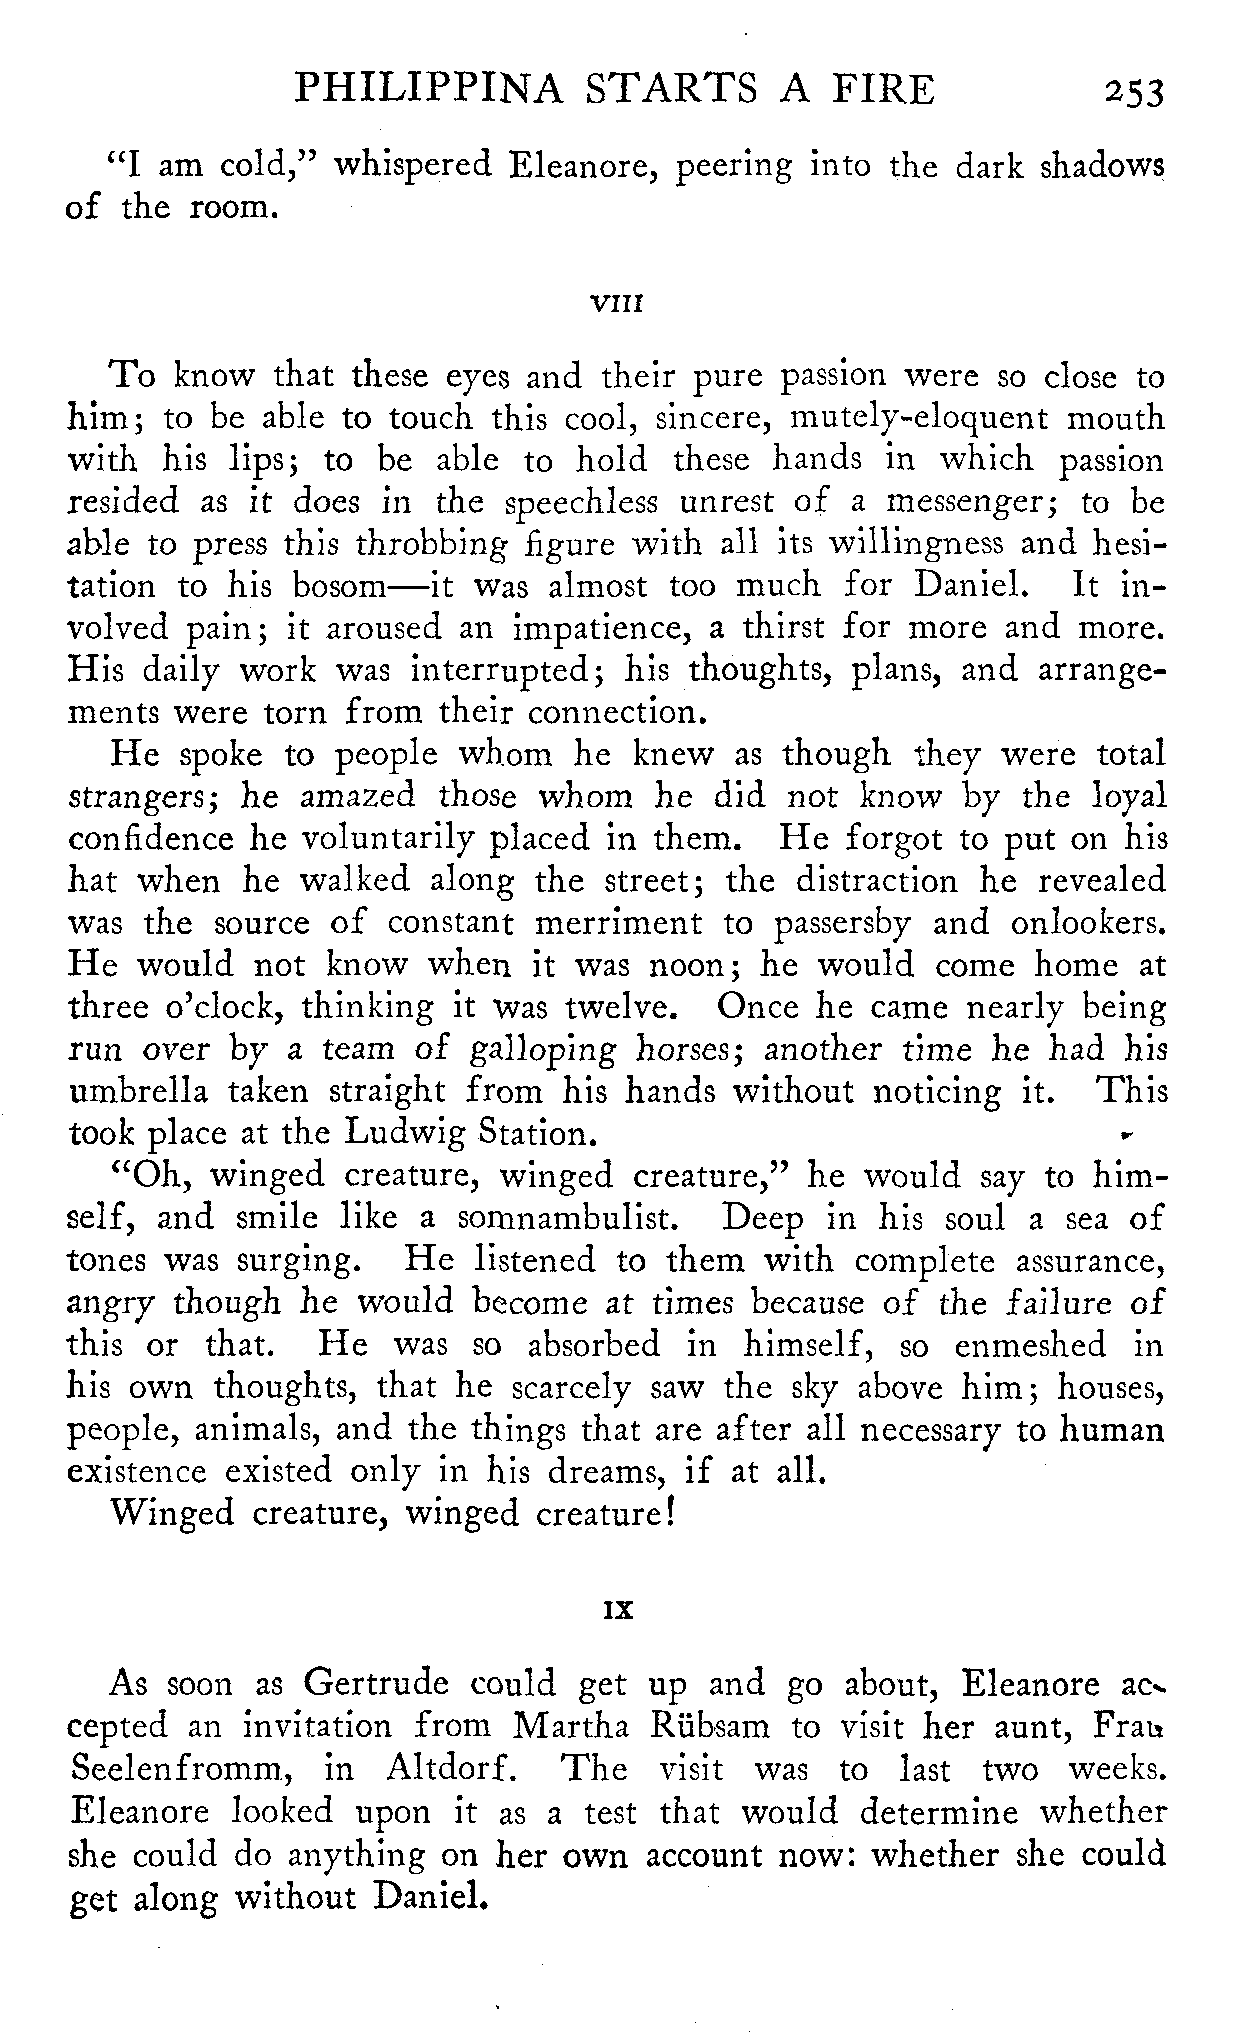 PHILIPPINA STARTS A FIRE 253
“I am cold,” whispered Eleanore, peering into the dark shadows
of the room.
VIII
To know that these eyes and their pure passion were so close to
him; to be able to touch this cool, sincere, mutely-eloquent mouth
with his lips; to be able to hold these hands in which passion
resided as it does in the speechless unrest of a messenger; to be
able to press this throbbing figure with all its willingness and hesi-
tation to his bosom—it was almost too much for Daniel. It in-
volved pain; it aroused an impatience, a thirst for more and more.
His daily work was interrupted; his thoughts, plans, and arrange-
ments were torn from their connection.
He spoke to people whom he knew as though they were total
strangers; he amazed those whom he did not know by the loyal
confidence he voluntarily placed in them. He forgot to put on his
hat when he walked along the street; the distraction he revealed
was the source of constant merriment to passersby and onlookers.
He would not know when it was noon; he would come home at
three o’clock, thinking it was twelve. Once he came nearly being
run over by a team of galloping horses; another time he had his
umbrella taken straight from his hands without noticing it. This
took place at the Ludwig Station.
“Oh, winged creature, winged creature,” he would say to him-
self, and smile like a somnambulist. Deep in his soul a sea of
tones was surging. He listened to them with complete assurance,
angry though he would become at times because of the failure of
this or that. He was so absorbed in himself, so enmeshed in
his own thoughts, that he scarcely saw the sky above him; houses,
people, animals, and the things that are after all necessary to human
existence existed only in his dreams, if at all.
Winged creature, winged creature!
IX
As soon as Gertrude could get up and go about, Eleanore ac-
cepted an invitation from Martha Rübsam to visit her aunt, Frau
Seelenfromm, in Altdorf. The visit was to last two weeks.
Eleanore looked upon it as a test that would determine whether
she could do anything on her own account now: whether she could
get along without Daniel.